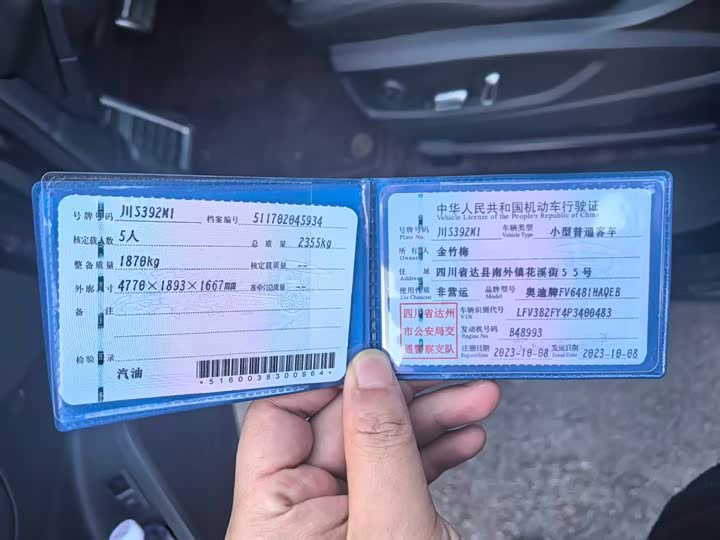 号牌号码 川S392M1 档案编号 511702045934
核定载人数 5人 总质量 2355kg
整备质量 1870kg 核定载质量 --
外廓尺寸 4770×1893×1667mm 准牵引总质量 --
备注
检验记录
汽油
*5160038300964*
中华人民共和国机动车行驶证
Vehicle License of the People's Republic of China
号牌号码 川S392M1 车辆类型 小型普通客车
Plate No. Vehicle Type
所有人 金竹梅
Owner
住址 四川省达县南外镇花溪街55号
Address
使用性质 非营运 品牌型号 奥迪牌FV6481HAQEB
Use Character Model
四川省达州市公安局交通警察支队
车辆识别代号 LFV3B2FY4P3400483
VIN
发动机号码 B48993
Engine No.
注册日期 2023-10-08 发证日期 2023-10-08
Register Date Issue Date